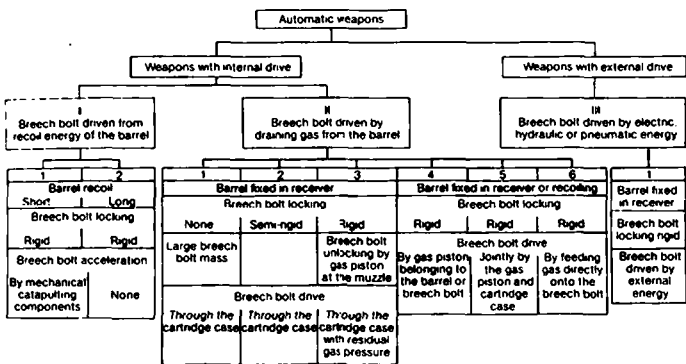 Automatic weapons
Weapons with internal drive
Weapons with external drive
I
Breech bolt driven from
recoil energy of the barrel
II
Breech bolt driven by
draining gas from the barrel
III
Breech bolt driven by electric,
hydraulic or pneumatic energy
1 2
Barrel recoil
Short Long
Breech bolt locking
Rigid Rigid
Breech bolt acceleration
By mechanical
catapulting
components
None
1 2 3
Barrel fixed in receiver
Breech bolt locking
None Semi-rigid Rigid
Large breech
bolt mass
Breech bolt
unlocking by
gas piston
at the muzzle
Breech bolt drive
Through the
cartridge case
Through the
cartridge case
Through the
cartridge case
with residual
gas pressure
4 5 6
Barrel fixed in receiver or recoiling
Breech bolt locking
Rigid Rigid Rigid
Breech bolt drive
By gas piston
belonging to
the barrel or
breech bolt
Jointly by
the gas
piston and
cartridge
case
By feeding
gas directly
onto the
breech bolt
1
Barrel fixed
in receiver
Breech bolt
locking rigid
Breech bolt
driven by
external
energy